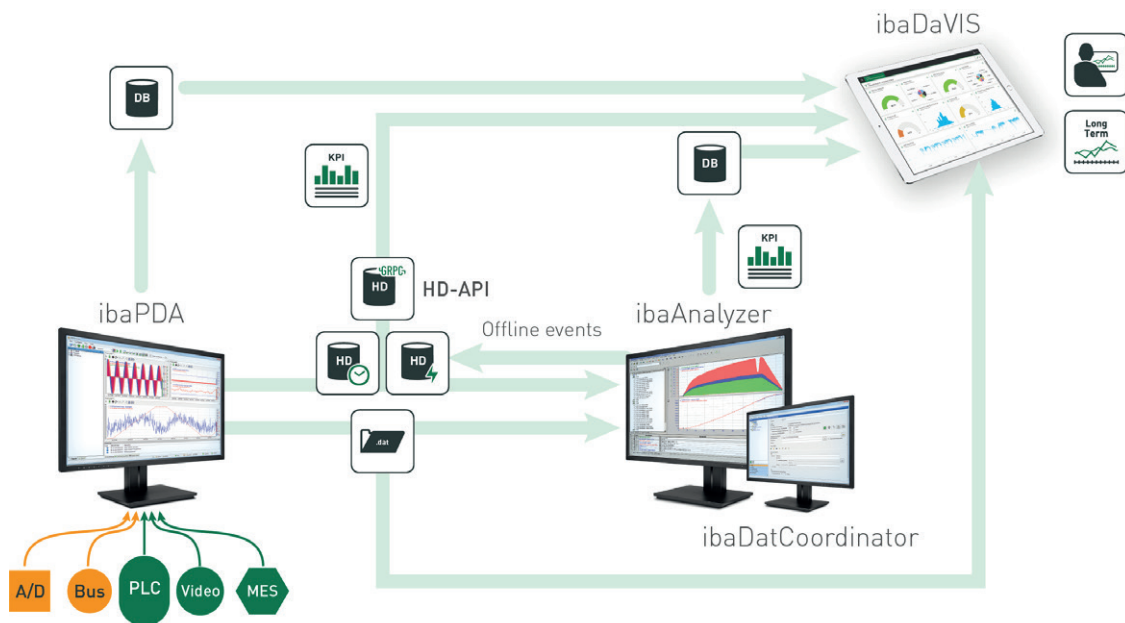 ibaDaVIS
DB
KPI
Long
Term
DB
KPI
GRPC
HD
HD-API
ibaPDA
ibaAnalyzer
Offline events
HD
HD
.dat
ibaDatCoordinator
A/D
Bus
PLC
Video
MES